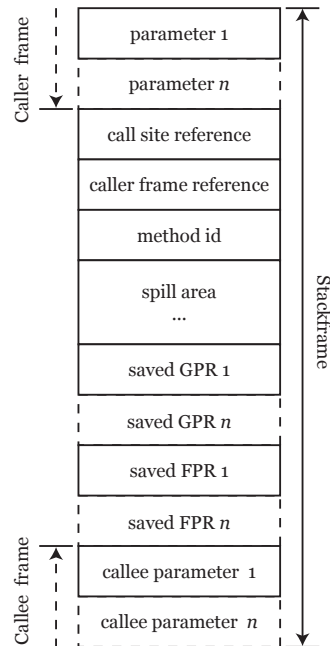 Caller frame
parameter 1
parameter n
call site reference
caller frame reference
method id
spill area
...
saved GPR 1
saved GPR n
saved FPR 1
saved FPR n
callee parameter 1
callee parameter n
Callee frame
Stackframe